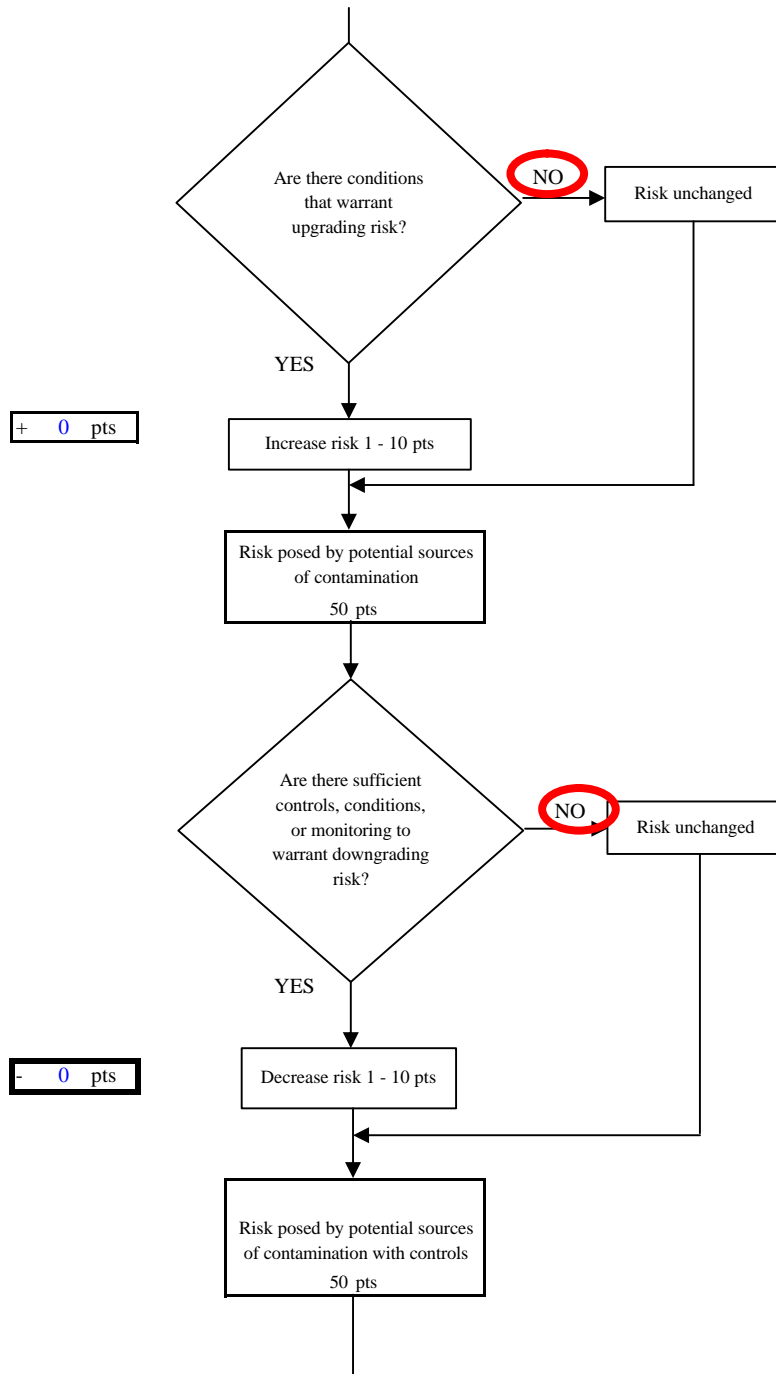 Are there conditions
that warrant
upgrading risk?
NO
Risk unchanged
YES
+ 0 pts
Increase risk 1 - 10 pts
Risk posed by potential sources
of contamination
50 pts
Are there sufficient
controls, conditions,
or monitoring to
warrant downgrading
risk?
NO
Risk unchanged
YES
- 0 pts
Decrease risk 1 - 10 pts
Risk posed by potential sources
of contamination with controls
50 pts